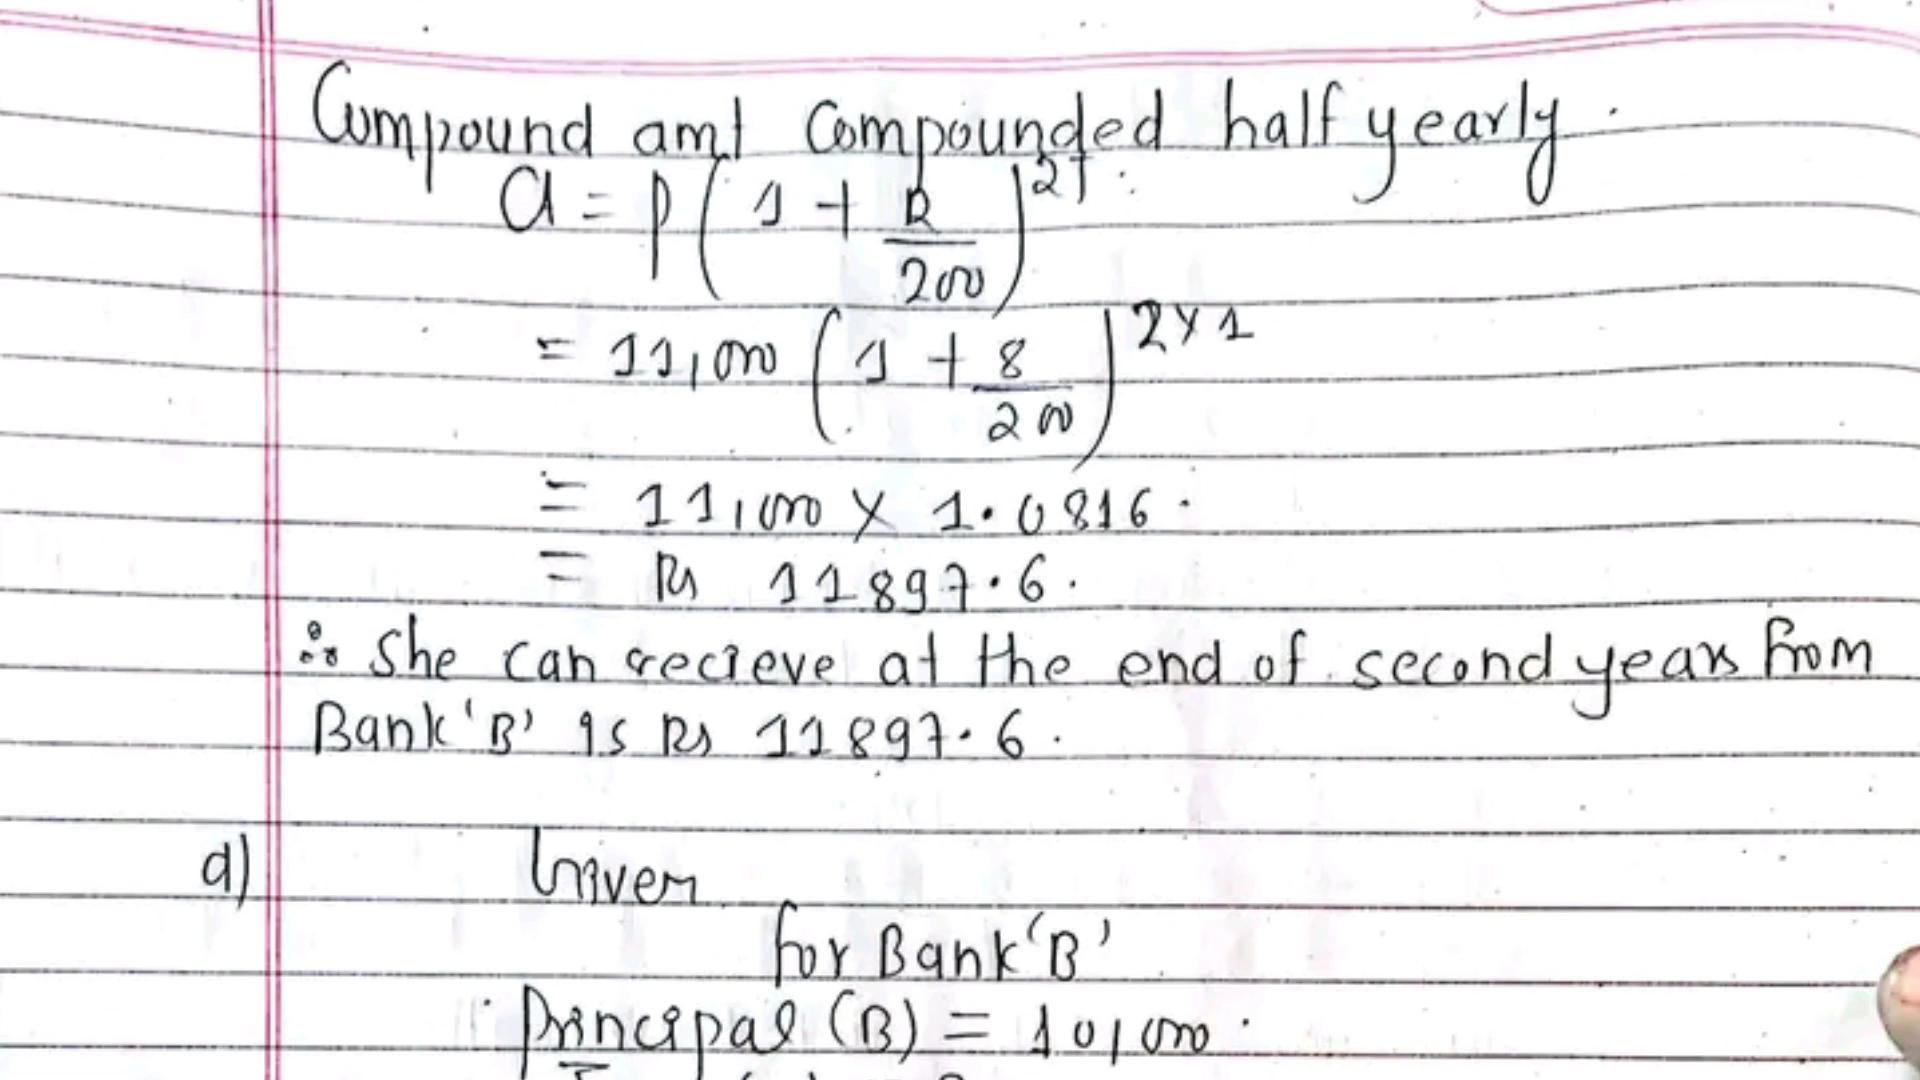 Compound amt compounded half yearly.
a = P(1 + R/200)^2T.
= 11,000 (1 + 8/200)^2×1
= 11,000 × 1.0816.
= Rs 11897.6.
∴ She can recieve at the end of second years from
Bank 'B' is Rs 11897.6.
d) Given
for Bank 'B'
Principal (B) = 10,000.